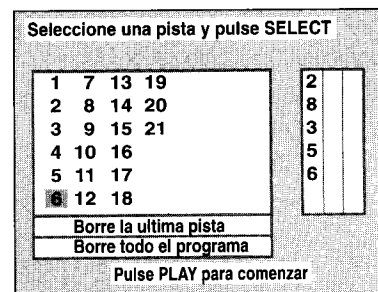 Seleccione una pista y pulse SELECT
1 7 13 19 2
2 8 14 20 8
3 9 15 21 3
4 10 16 5
5 11 17 6
6 12 18
Borre la ultima pista
Borre todo el programa
Pulse PLAY para comenzar